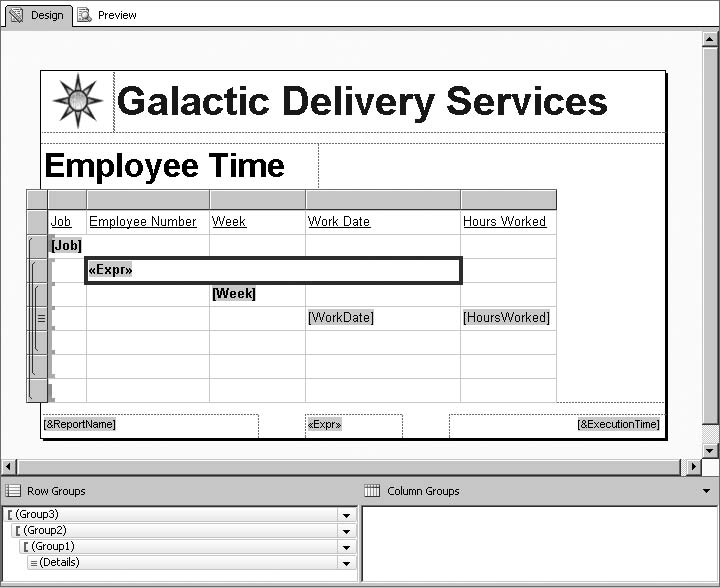 Design Preview
Galactic Delivery Services
Employee Time
Job Employee Number Week Work Date Hours Worked
[Job]
«Expr»
[Week]
[WorkDate] [HoursWorked]
[&ReportName] «Expr» [&ExecutionTime]
Row Groups Column Groups
(Group3)
(Group2)
(Group1)
(Details)